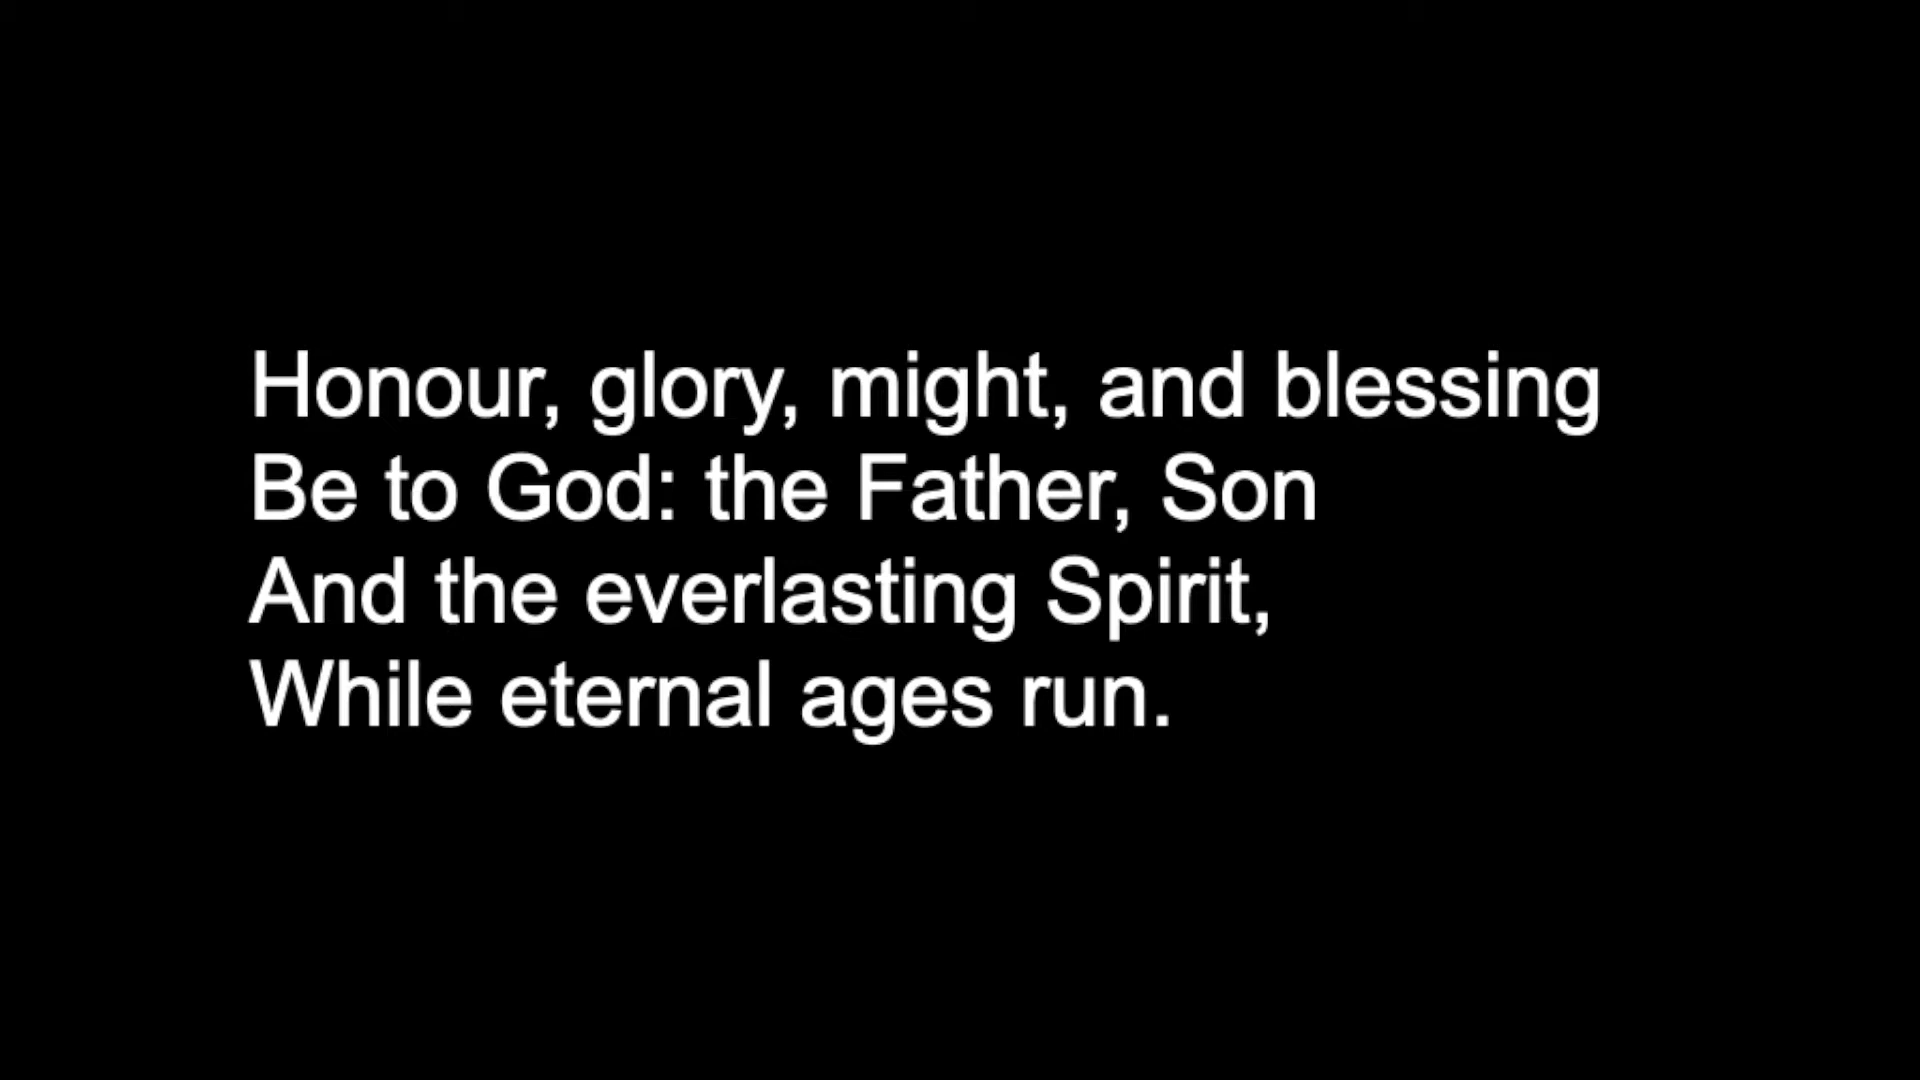 Honour, glory, might, and blessing
Be to God: the Father, Son
And the everlasting Spirit,
While eternal ages run.